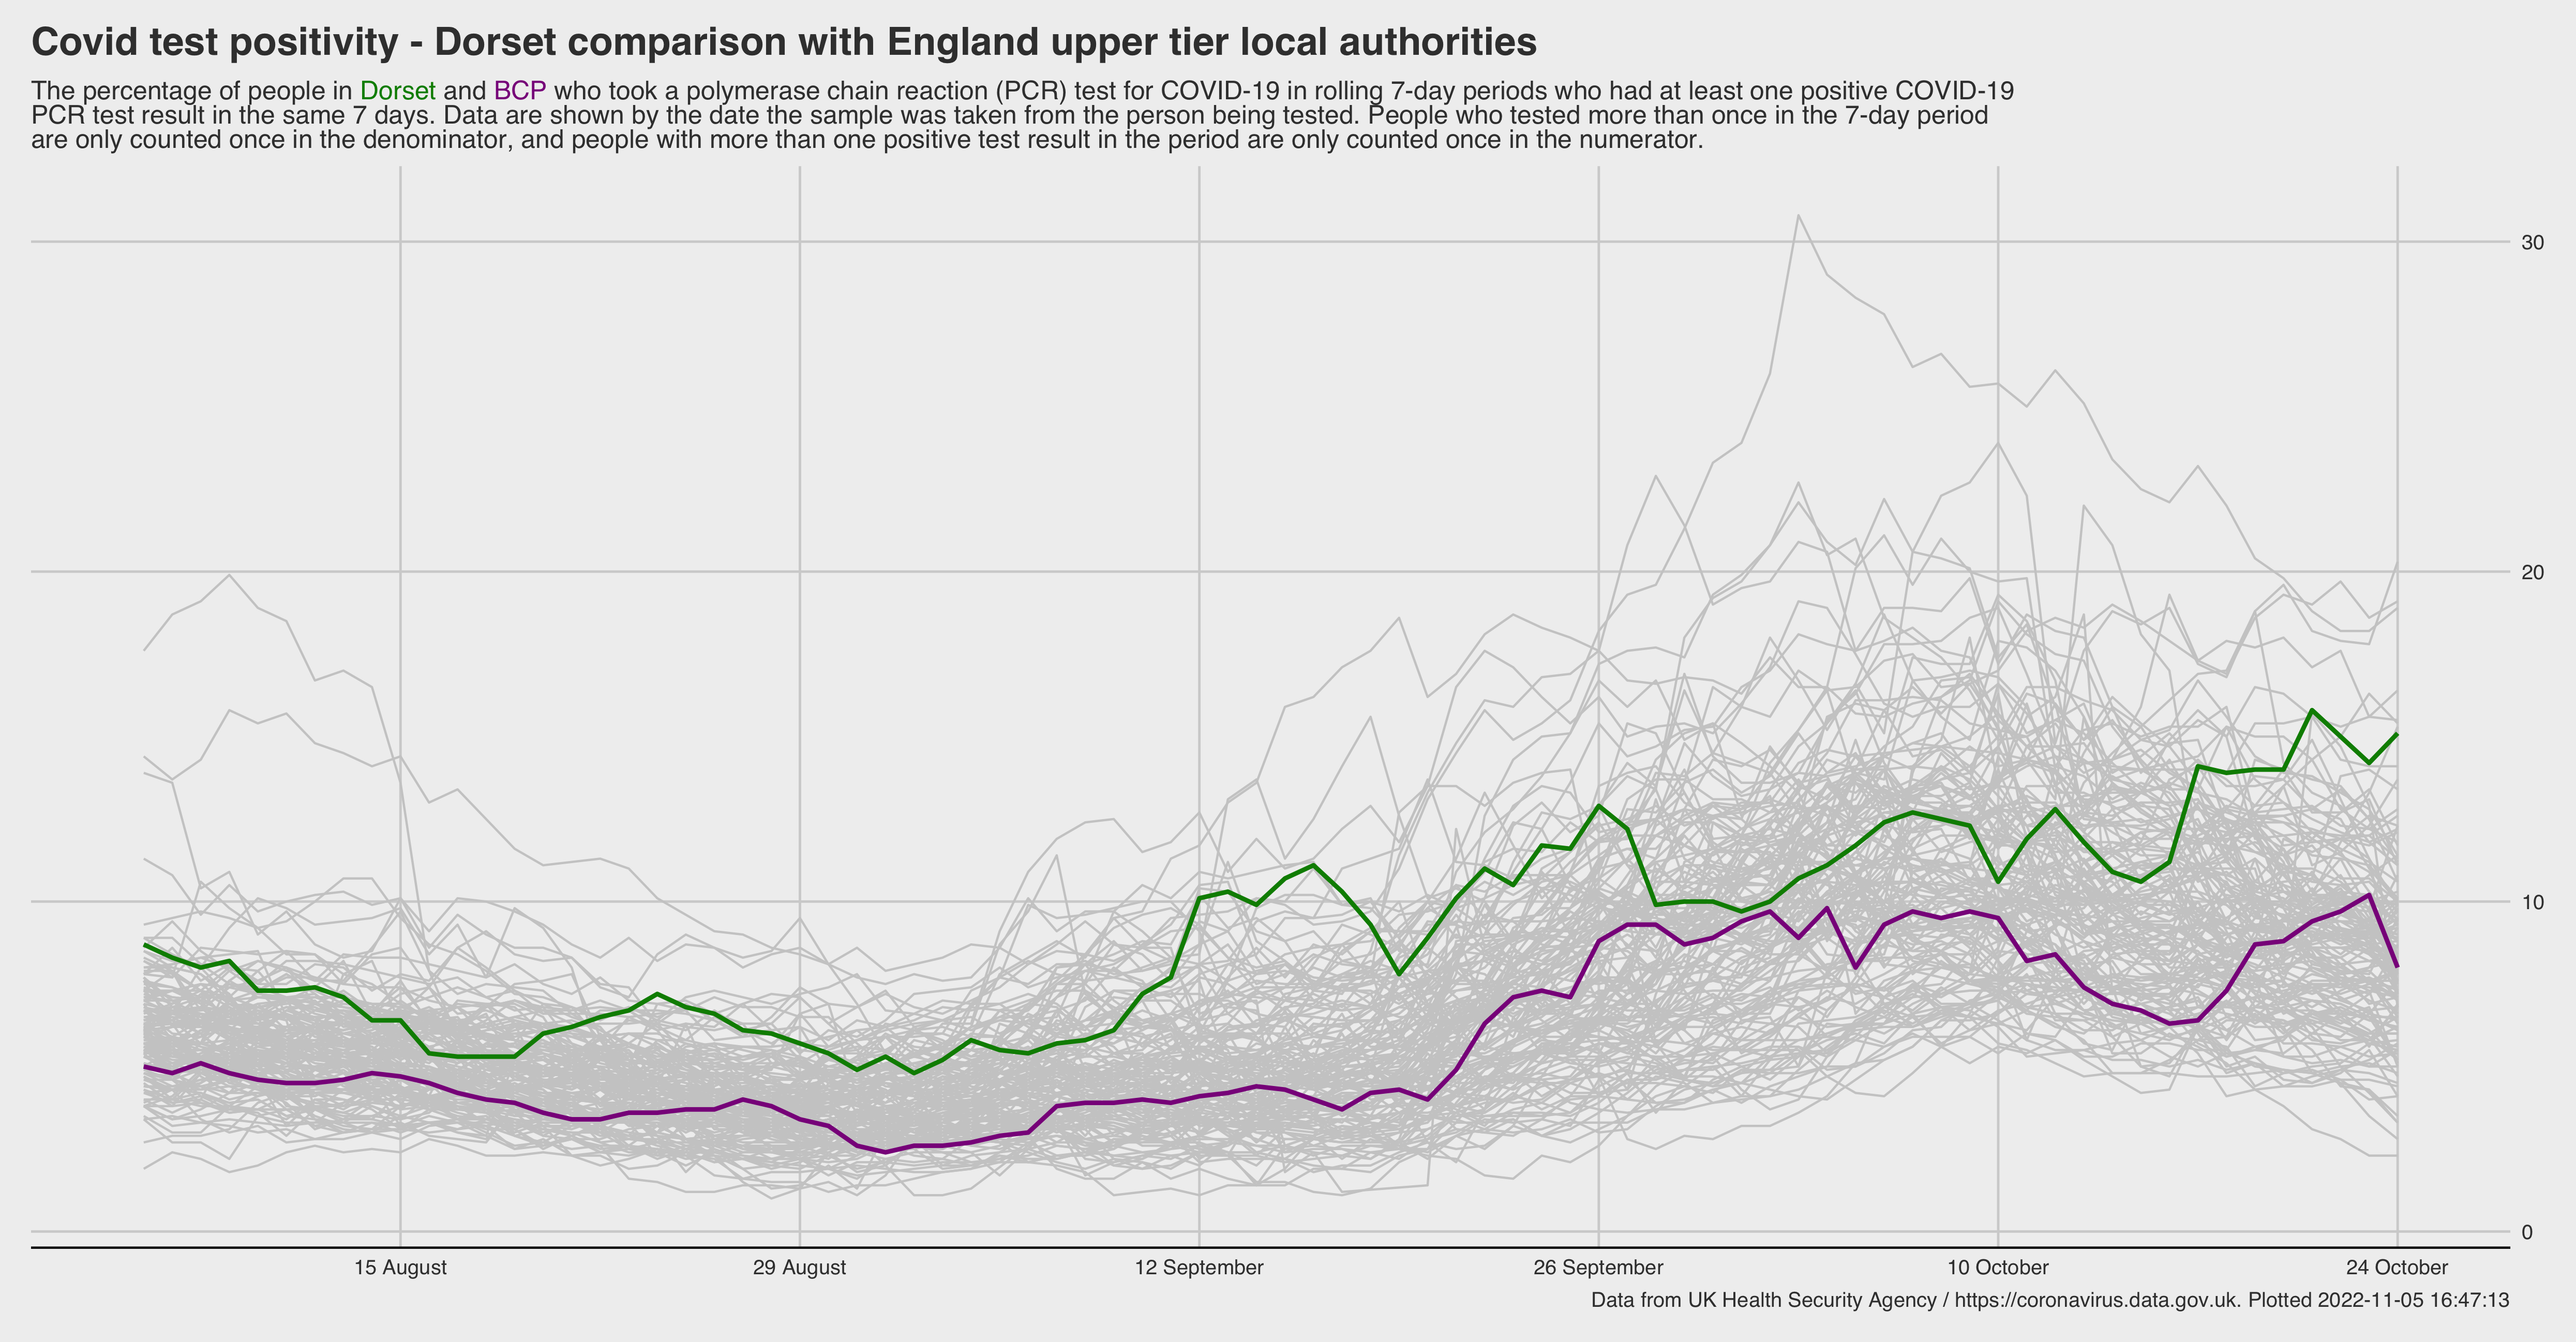 Covid test positivity - Dorset comparison with England upper tier local authorities
The percentage of people in Dorset and BCP who took a polymerase chain reaction (PCR) test for COVID-19 in rolling 7-day periods who had at least one positive COVID-19
PCR test result in the same 7 days. Data are shown by the date the sample was taken from the person being tested. People who tested more than once in the 7-day period
are only counted once in the denominator, and people with more than one positive test result in the period are only counted once in the numerator.
30
20
10
0
15 August
29 August
12 September
26 September
10 October
24 October
Data from UK Health Security Agency / https://coronavirus.data.gov.uk. Plotted 2022-11-05 16:47:13